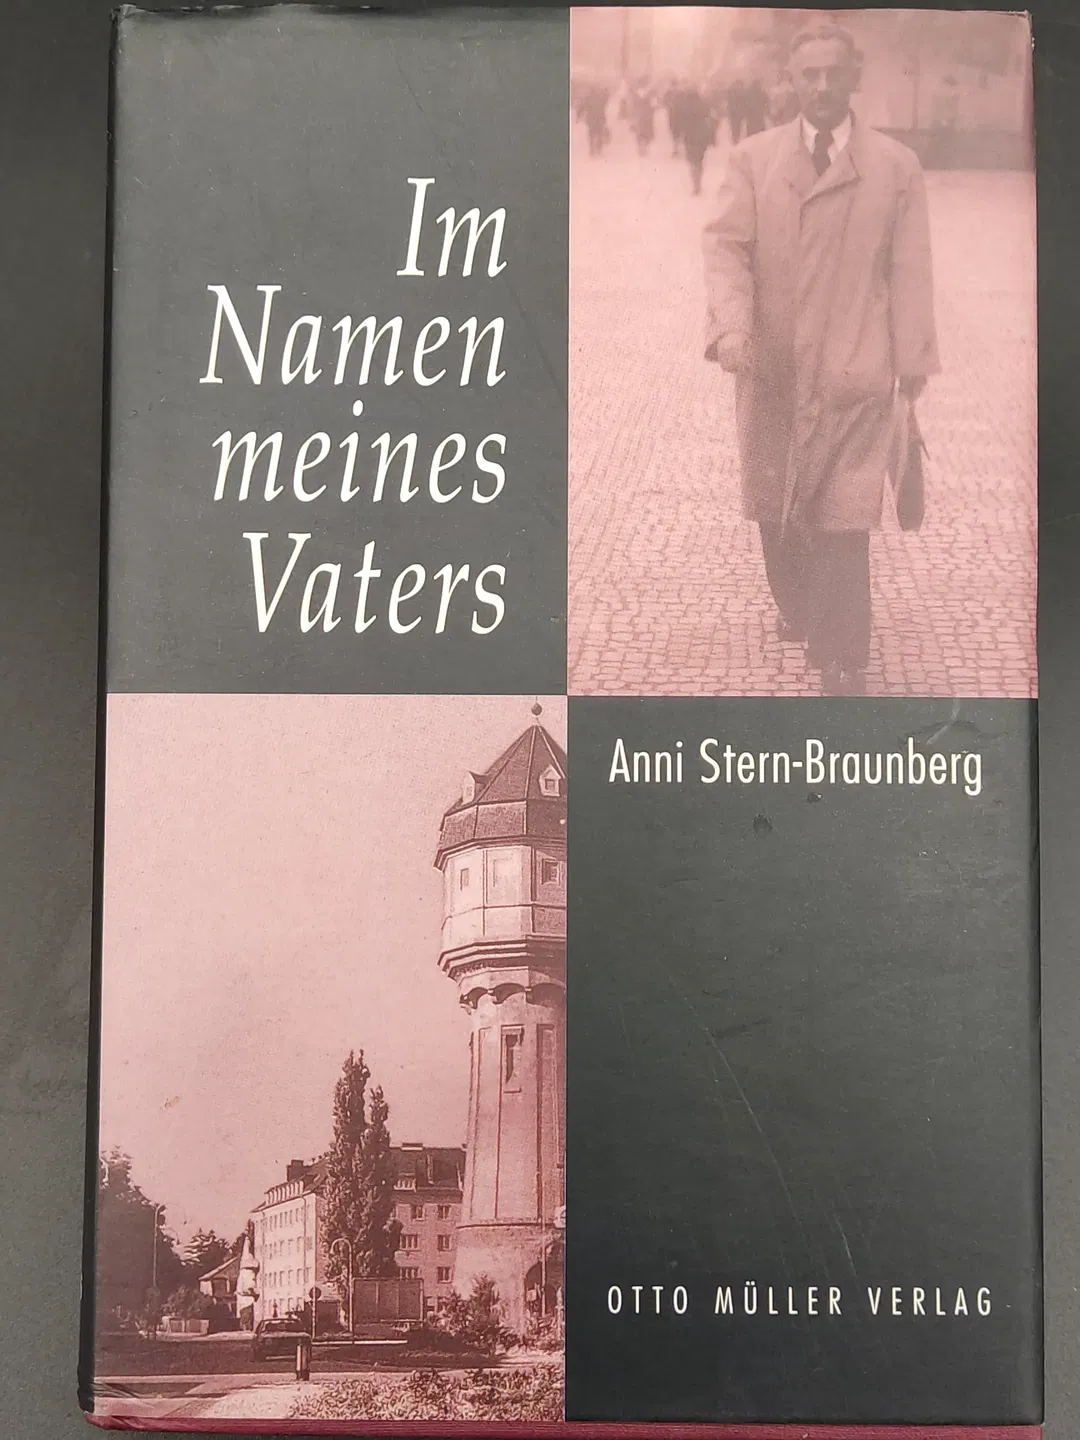 Im
Namen
meines
Vaters
Anni Stern-Braunberg
OTTO MÜLLER VERLAG